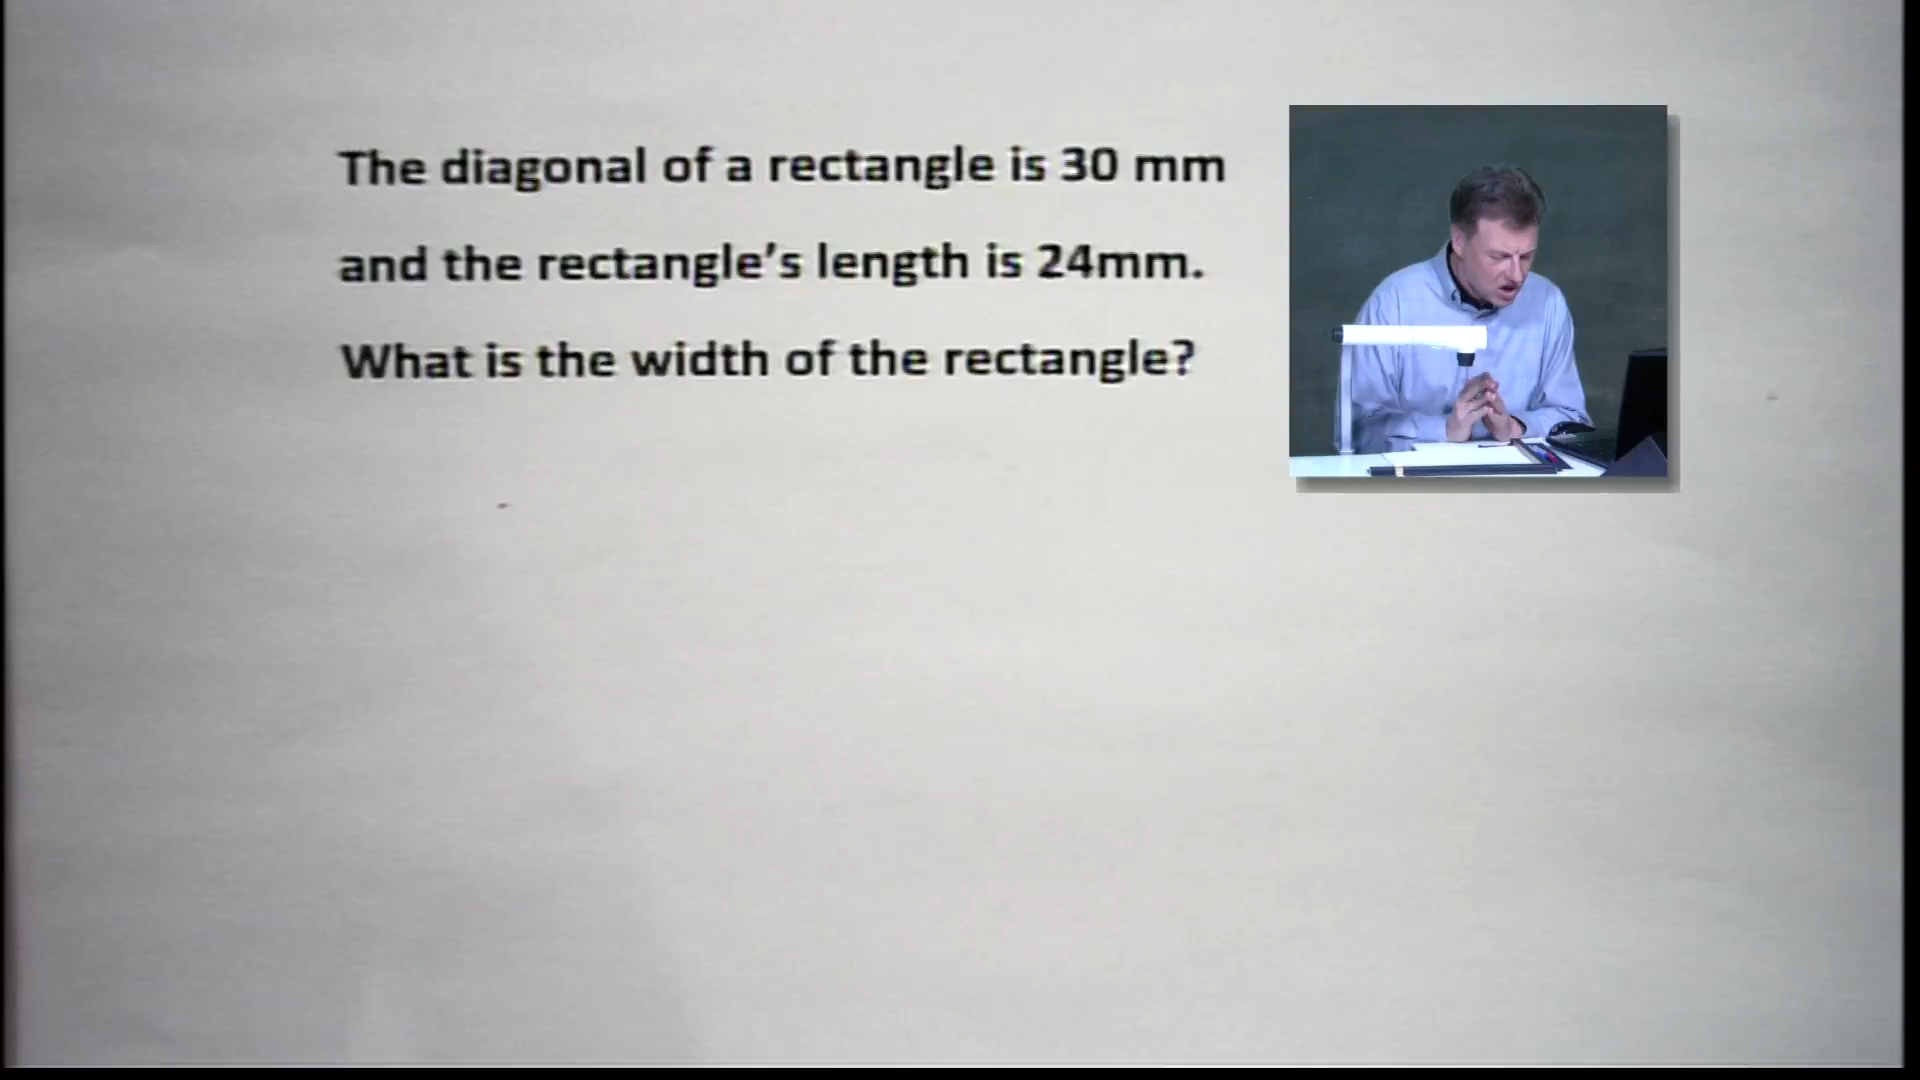 The diagonal of a rectangle is 30 mm
and the rectangle’s length is 24mm.
What is the width of the rectangle?